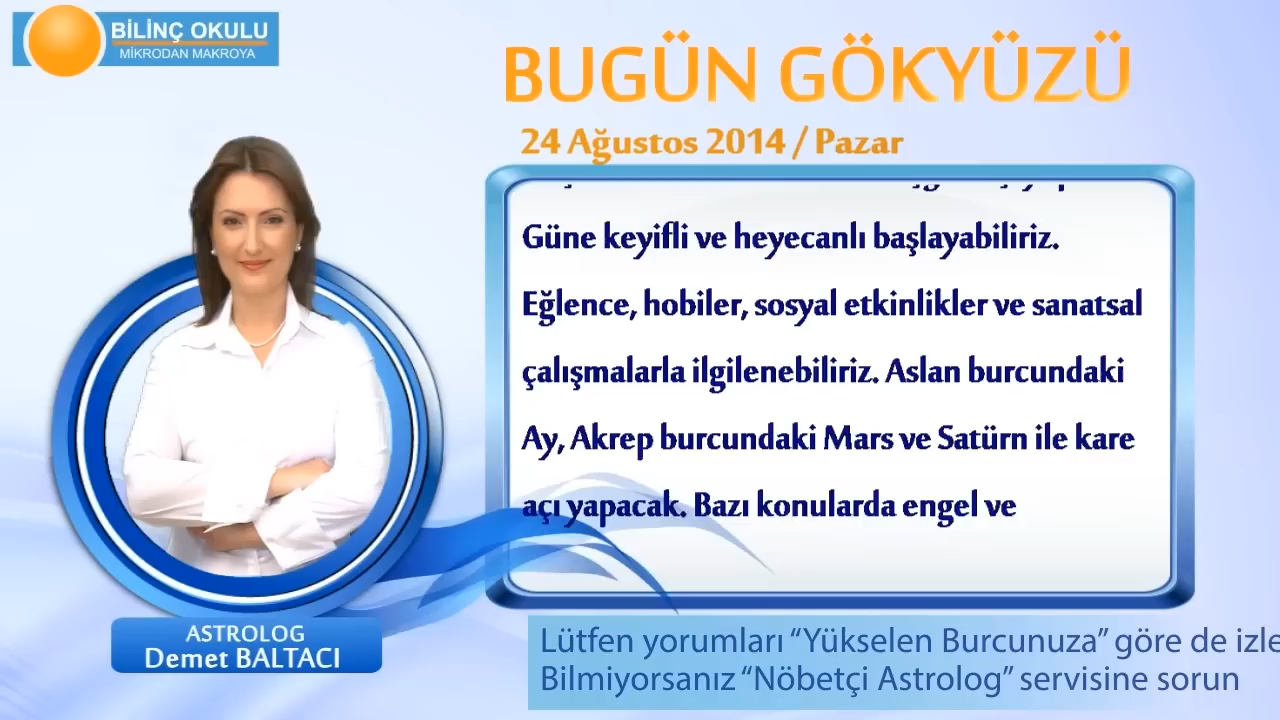 BİLİNÇ OKULU
MİKRODAN MAKROYA
BUGÜN GÖKYÜZÜ
24 Ağustos 2014 / Pazar
Güne keyifli ve heyecanlı başlayabiliriz.
Eğlence, hobiler, sosyal etkinlikler ve sanatsal
çalışmalarla ilgilenebiliriz. Aslan burcundaki
Ay, Akrep burcundaki Mars ve Satürn ile kare
açı yapacak. Bazı konularda engel ve
ASTROLOG
Demet BALTACI
Lütfen yorumları “Yükselen Burcunuza” göre de izle
Bilmiyorsanız “Nöbetçi Astrolog” servisine sorun